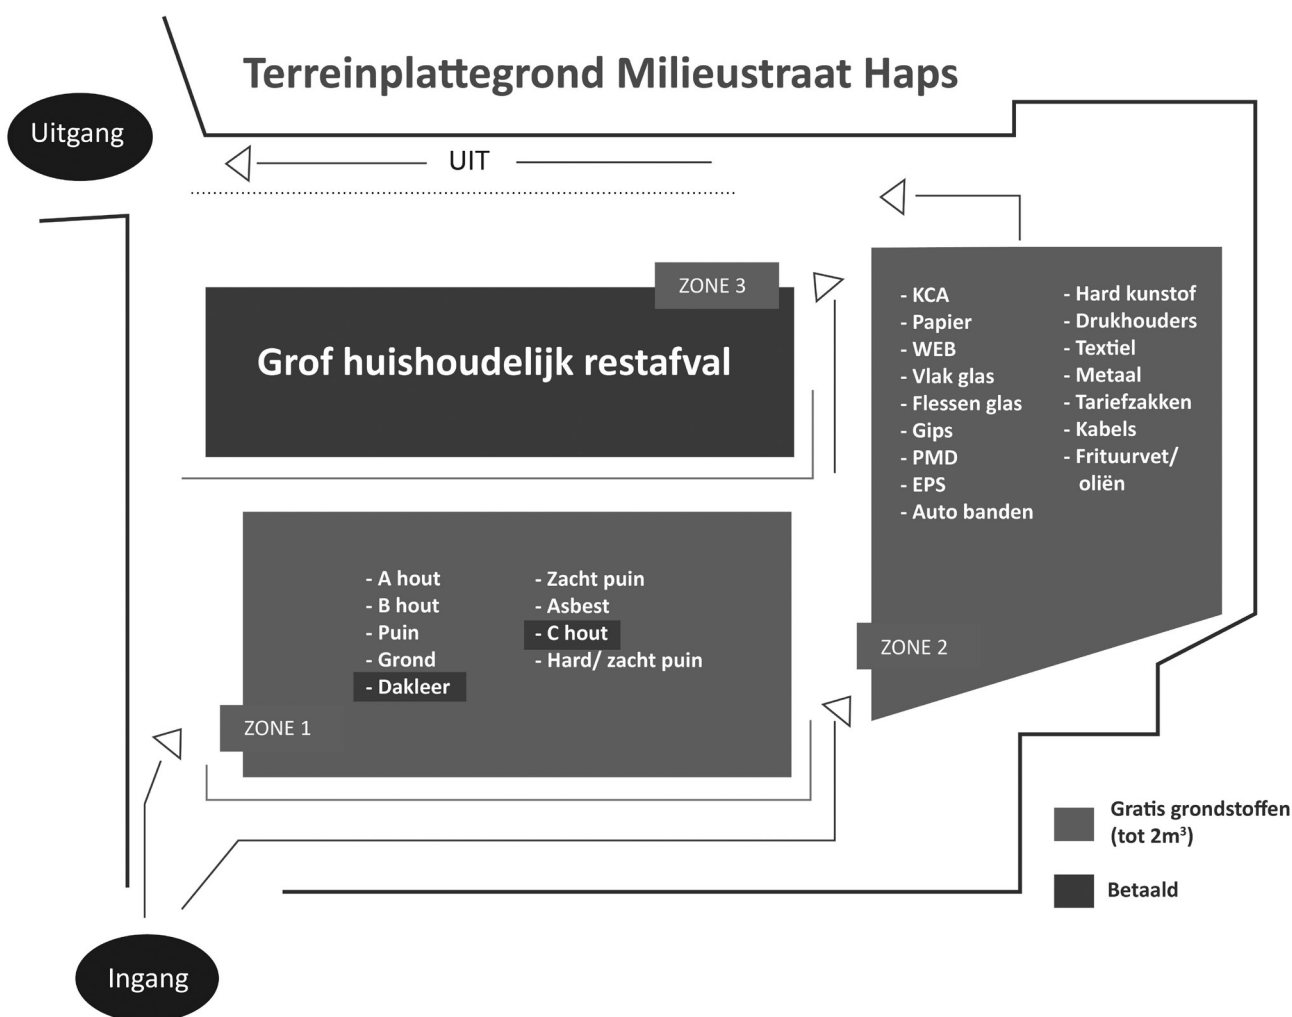 Terreinplattegrond Milieustraat Haps
Uitgang
UIT
ZONE 3
Grof huishoudelijk restafval
- KCA
- Papier
- WEB
- Vlak glas
- Flessen glas
- Gips
- PMD
- EPS
- Auto banden
- Hard kunstof
- Drukhouders
- Textiel
- Metaal
- Tariefzakken
- Kabels
- Frituurvet/
oliën
ZONE 2
- A hout
- B hout
- Puin
- Grond
- Dakleer
- Zacht puin
- Asbest
- C hout
- Hard/ zacht puin
ZONE 1
Gratis grondstoffen
(tot 2m³)
Betaald
Ingang